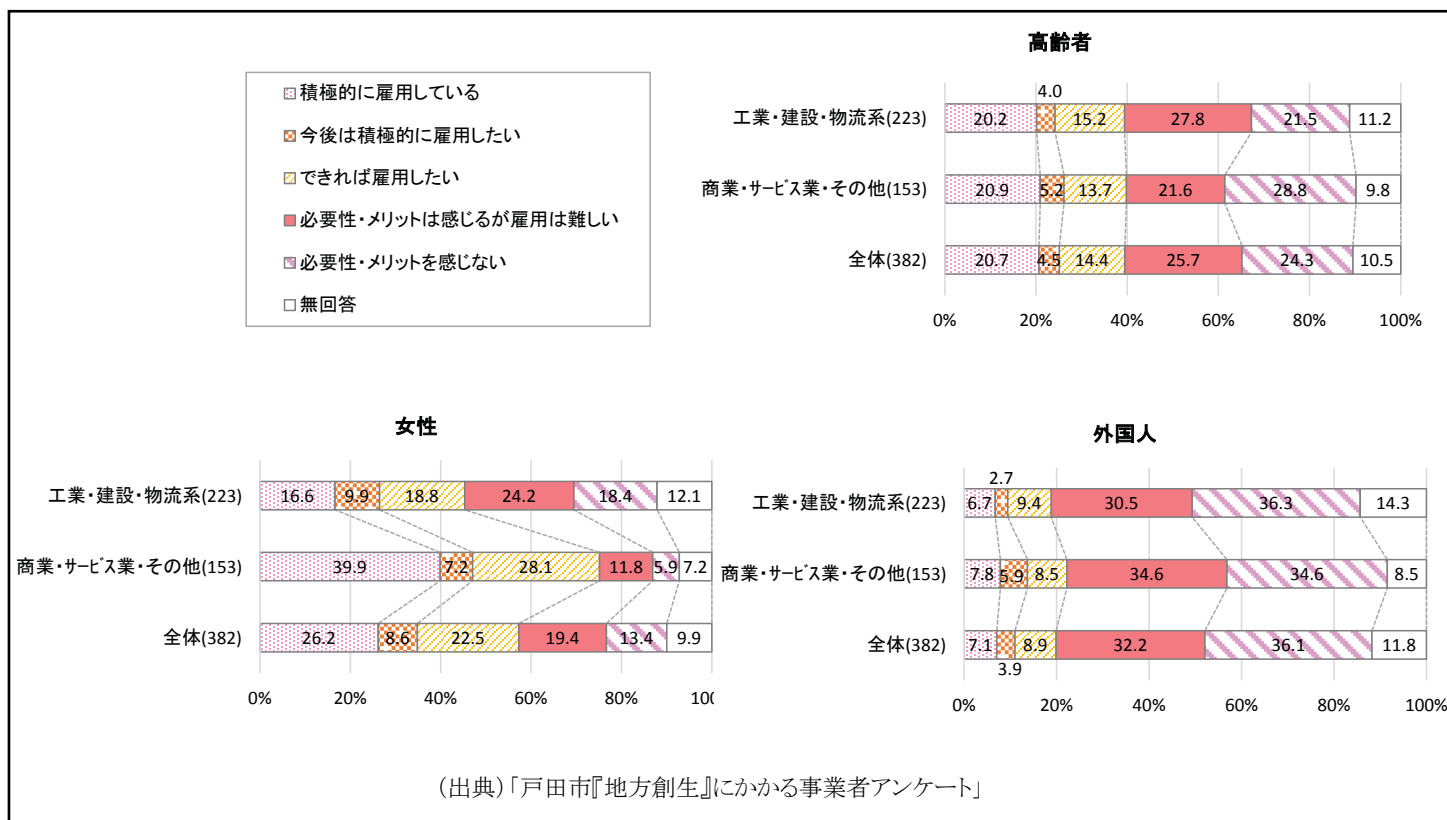 積極的に雇用している
今後は積極的に雇用したい
できれば雇用したい
必要性・メリットは感じるが雇用は難しい
必要性・メリットを感じない
無回答
高齢者
4.0
工業・建設・物流系(223) 20.2 15.2 27.8 21.5 11.2
商業・サービス業・その他(153) 20.9 5.2 13.7 21.6 28.8 9.8
全体(382) 20.7 4.5 14.4 25.7 24.3 10.5
0% 20% 40% 60% 80% 100%
女性
工業・建設・物流系(223) 16.6 9.9 18.8 24.2 18.4 12.1
商業・サービス業・その他(153) 39.9 7.2 28.1 11.8 5.9 7.2
全体(382) 26.2 8.6 22.5 19.4 13.4 9.9
0% 20% 40% 60% 80% 100
外国人
2.7
工業・建設・物流系(223) 6.7 9.4 30.5 36.3 14.3
商業・サービス業・その他(153) 7.8 5.9 8.5 34.6 34.6 8.5
全体(382) 7.1 8.9 32.2 36.1 11.8
3.9
0% 20% 40% 60% 80% 100%
(出典)「戸田市『地方創生』にかかる事業者アンケート」